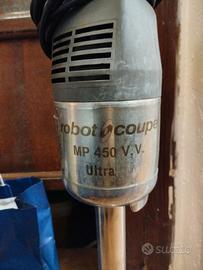 robot coupe
MP 450 V.V.
Ultra
subito